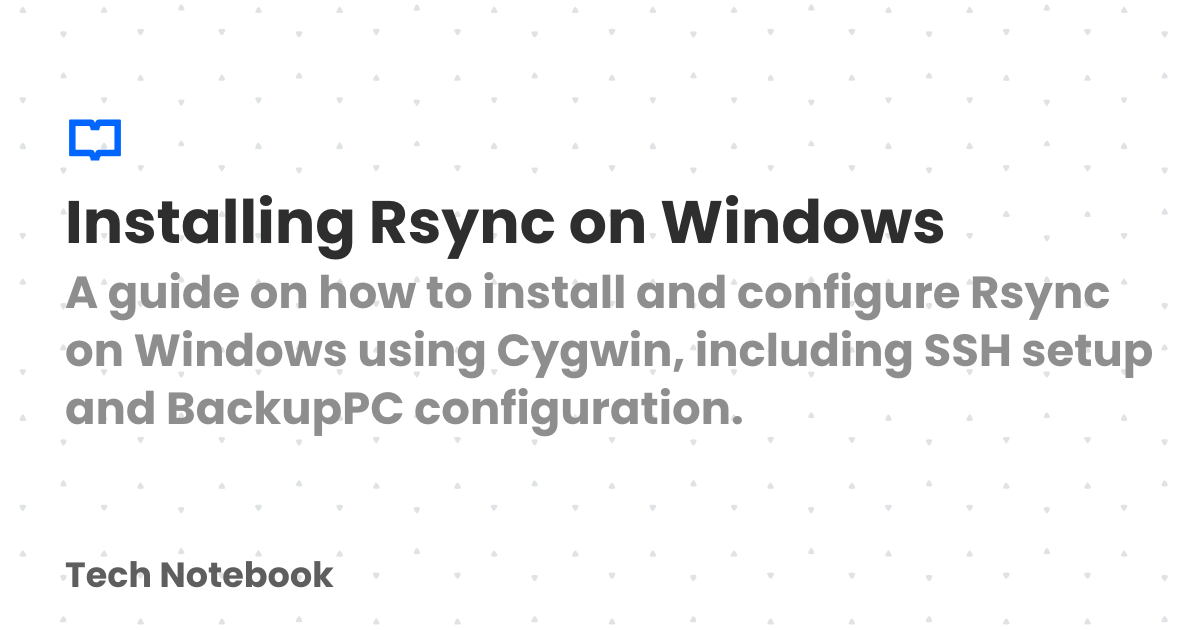 Installing Rsync on Windows
A guide on how to install and configure Rsync
on Windows using Cygwin, including SSH setup
and BackupPC configuration.
Tech Notebook